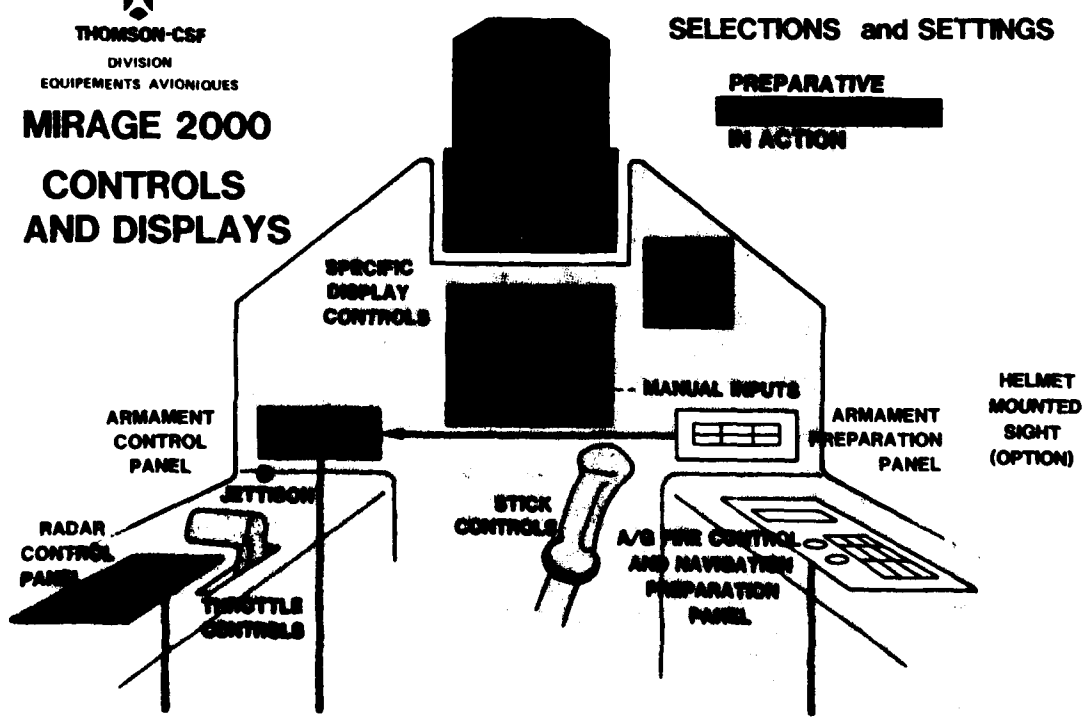 THOMSON-CSF
DIVISION
EQUIPEMENTS AVIONIQUES
MIRAGE 2000
CONTROLS
AND DISPLAYS
SELECTIONS and SETTINGS
PREPARATIVE
IN ACTION
SPECIFIC
DISPLAY
CONTROLS
MANUAL INPUTS
HELMET
MOUNTED
SIGHT
(OPTION)
ARMAMENT
CONTROL
PANEL
ARMAMENT
PREPARATION
PANEL
JETTISON
STICK
CONTROLS
RADAR
CONTROL
PANEL
A/G FIRE CONTROL
AND NAVIGATION
PREPARATION
PANEL
THROTTLE
CONTROLS